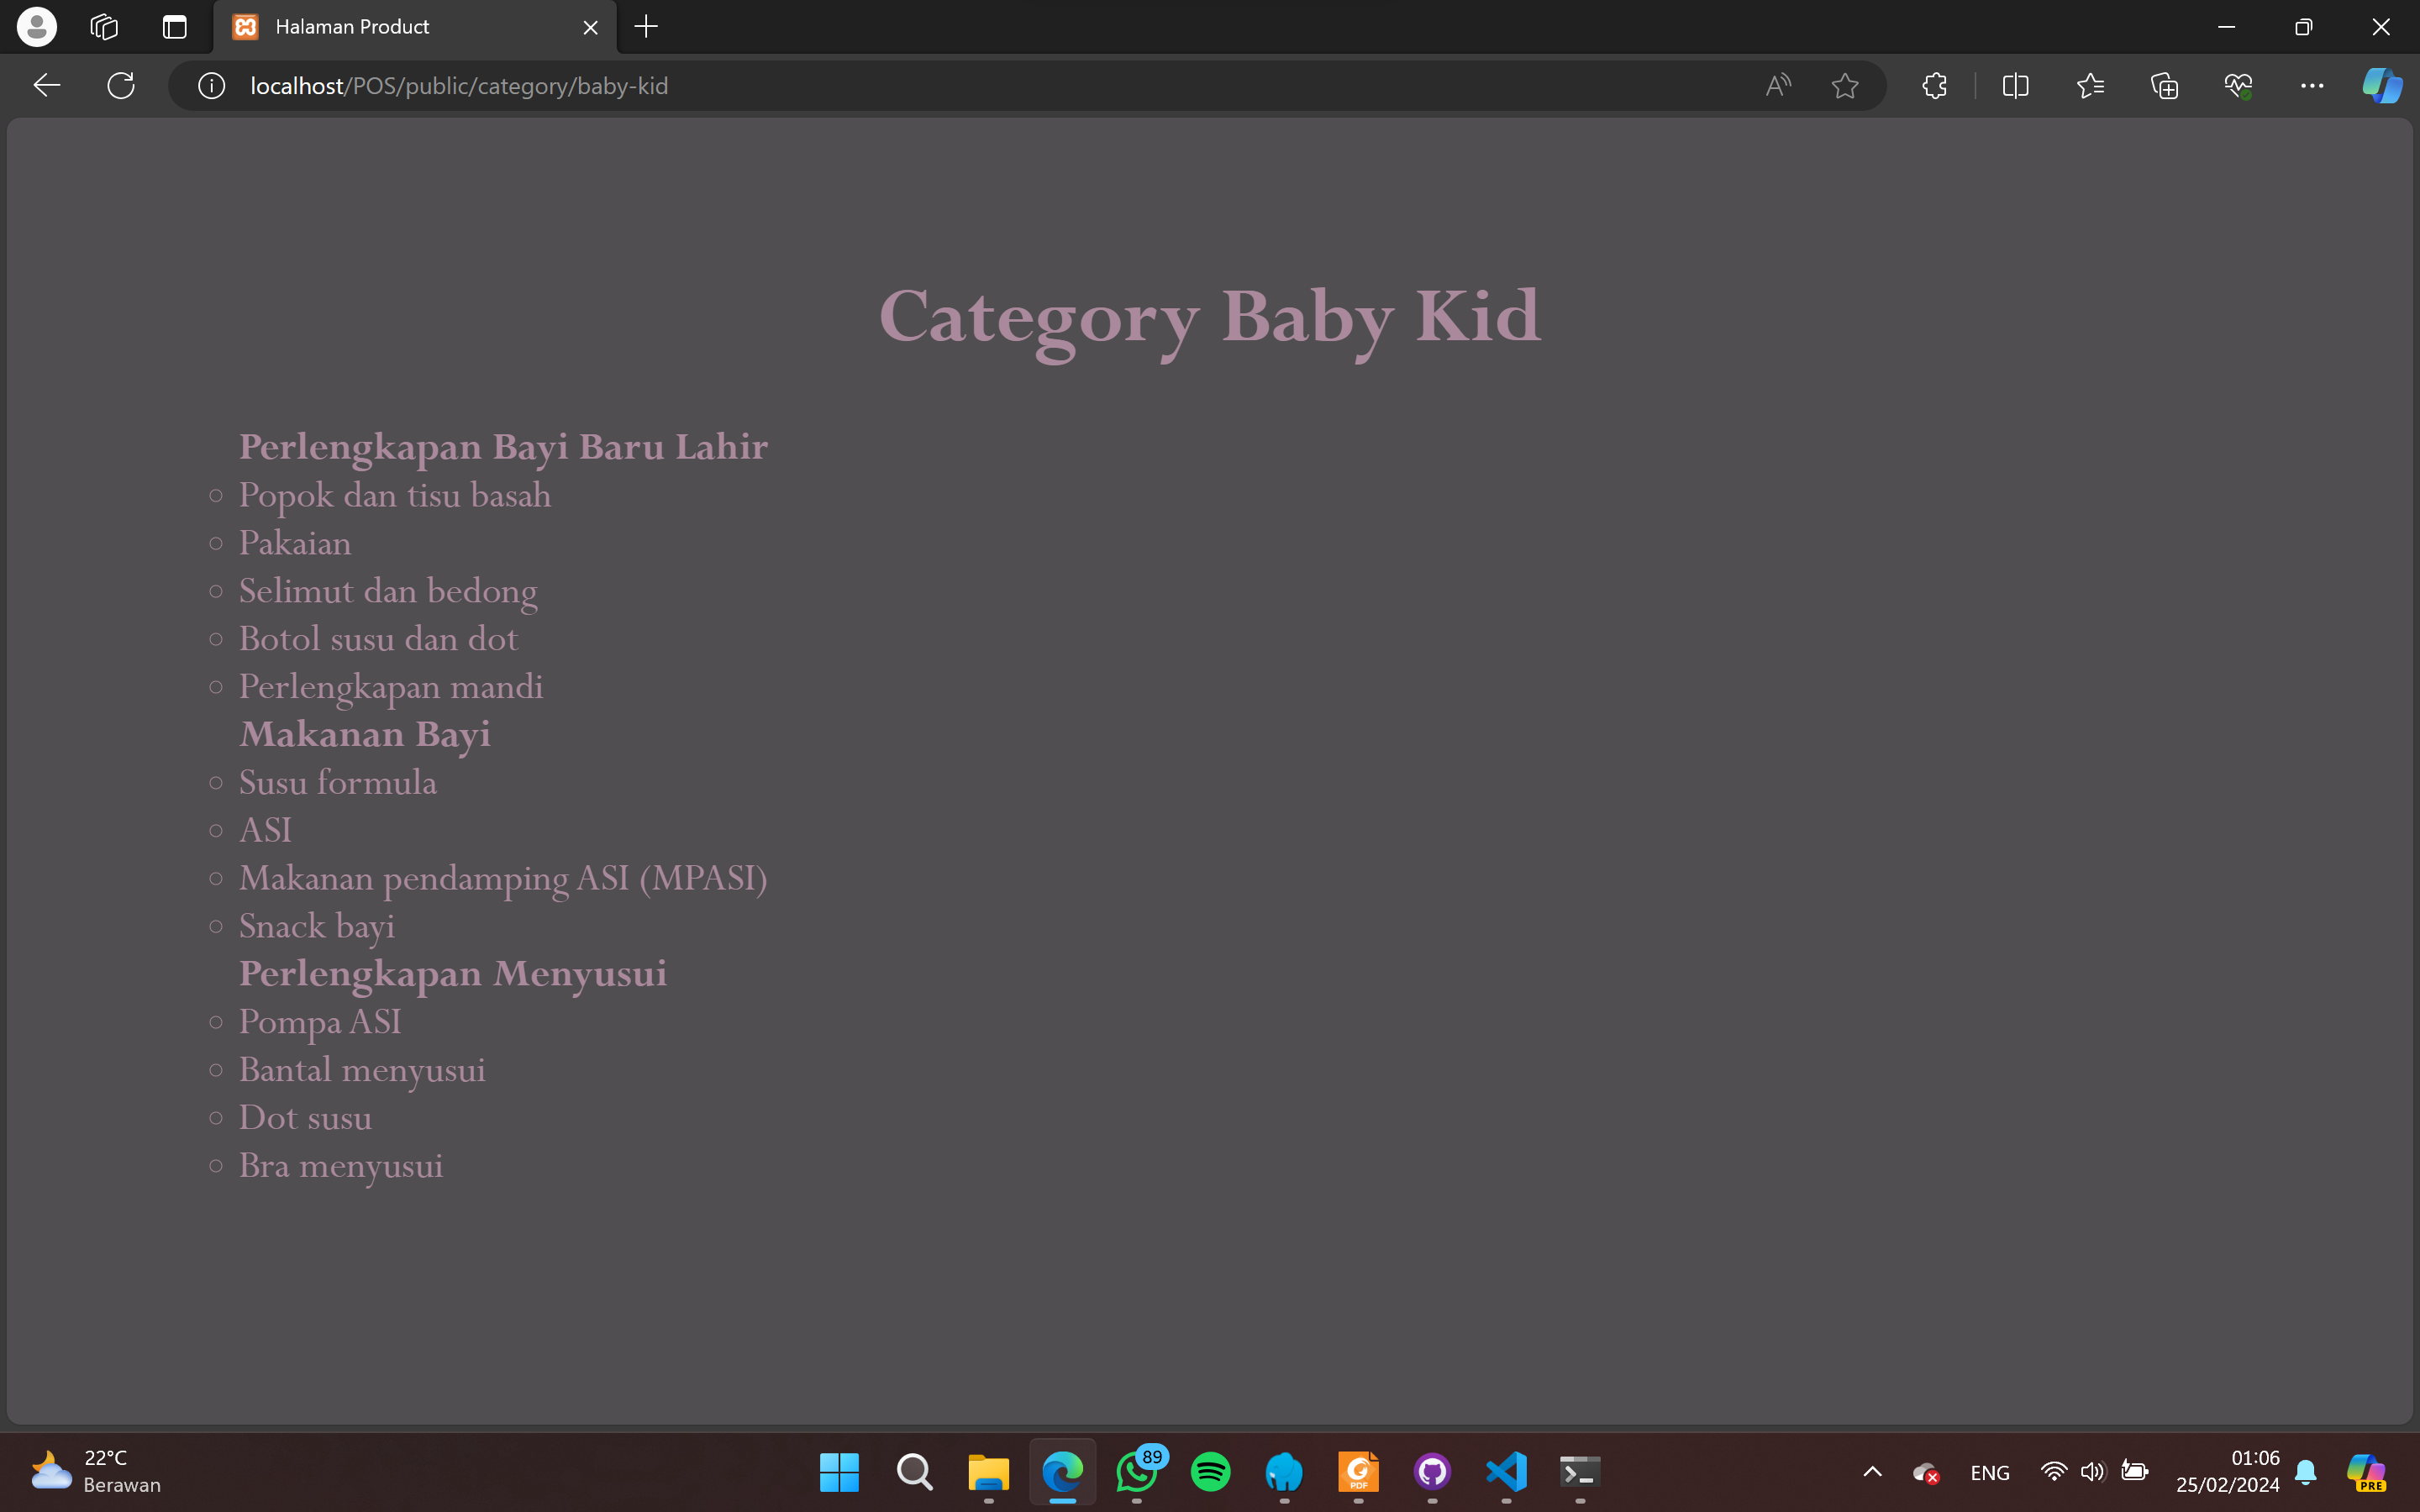 Halaman Product
localhost/POS/public/category/baby-kid
Category Baby Kid
Perlengkapan Bayi Baru Lahir
Popok dan tisu basah
Pakaian
Selimut dan bedong
Botol susu dan dot
Perlengkapan mandi
Makanan Bayi
Susu formula
ASI
Makanan pendamping ASI (MPASI)
Snack bayi
Perlengkapan Menyusui
Pompa ASI
Bantal menyusui
Dot susu
Bra menyusui
22°C
Berawan
89
PDF
ENG
01:06
25/02/2024
PRE